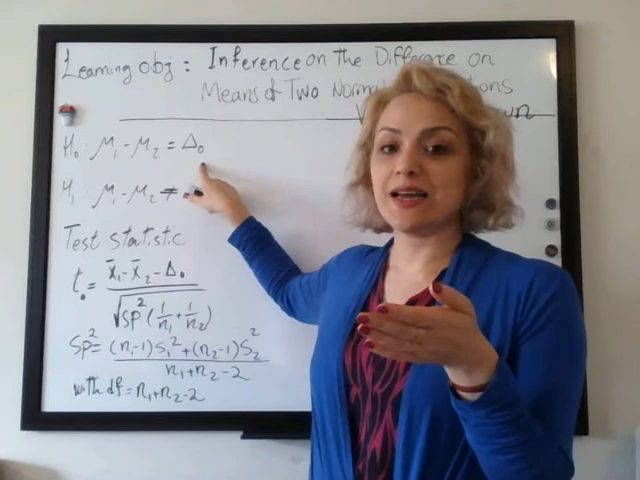 Learning obj : Inference on The Difference on
Means of Two Normal
H₀ : μ₁ - μ₂ = Δ₀
H₁ : μ₁ - μ₂ ≠
Test statistic
t₀ = (x̄₁ - x̄₂ - Δ₀) / √(Sp² (1/n₁ + 1/n₂))
Sp² = ((n₁-1)S₁² + (n₂-1)S₂²) / (n₁+n₂-2)
with df = n₁+n₂-2